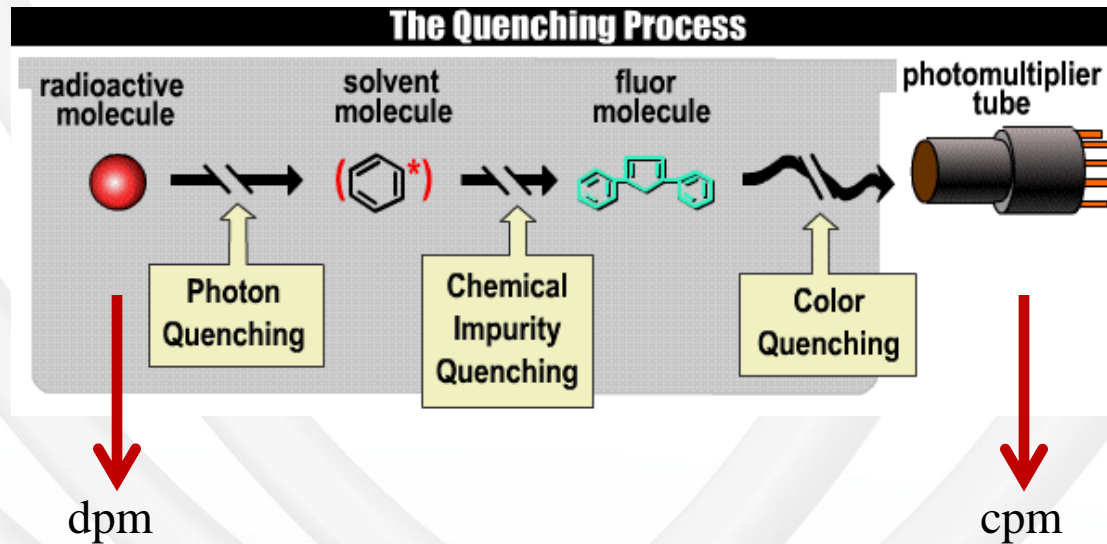 The Quenching Process
radioactive
molecule
solvent
molecule
fluor
molecule
photomultiplier
tube
(*)
Photon
Quenching
Chemical
Impurity
Quenching
Color
Quenching
dpm
cpm